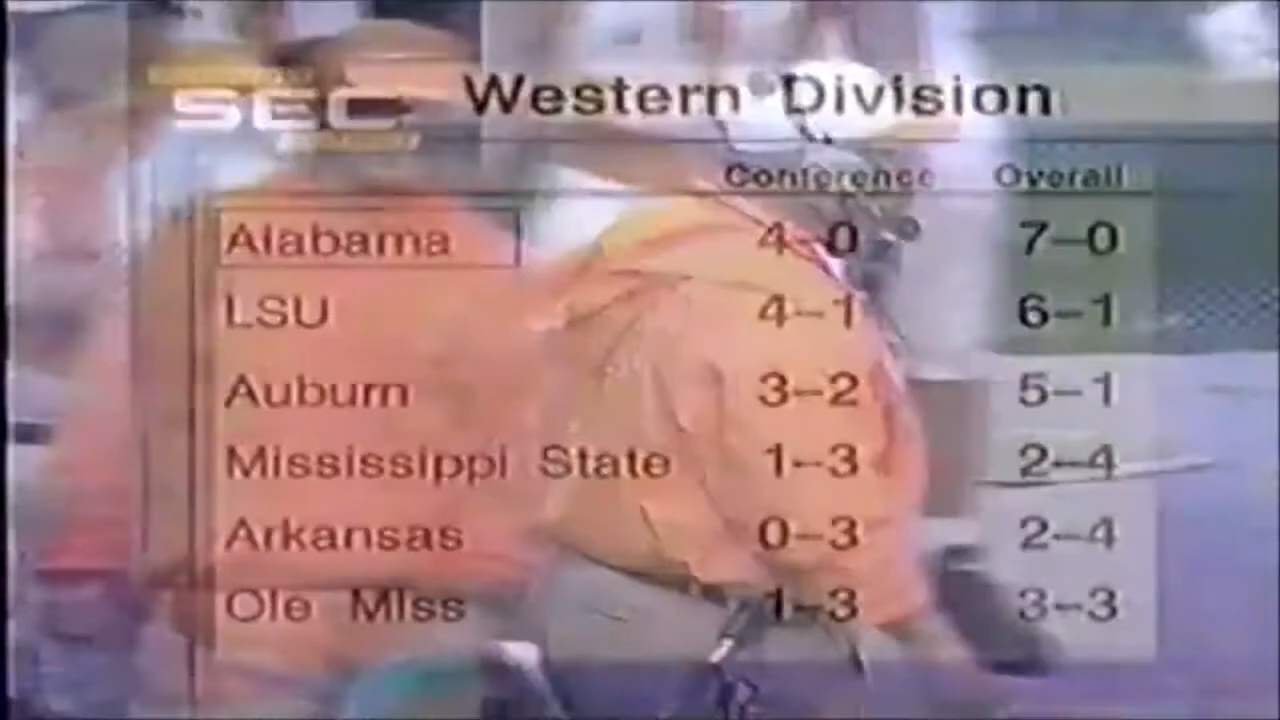 SEC Western Division
Conference Overall
Alabama 4-0 7-0
LSU 4-1 6-1
Auburn 3-2 5-1
Mississippi State 1-3 2-4
Arkansas 0-3 2-4
Ole Miss 1-3 3-3